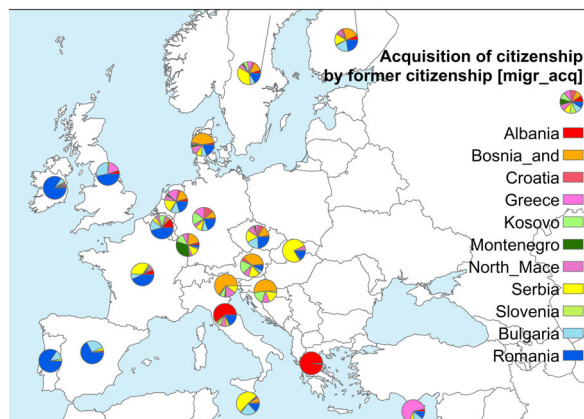 Acquisition of citizenship
by former citizenship [migr_acq]
Albania
Bosnia_and
Croatia
Greece
Kosovo
Montenegro
North_Mace
Serbia
Slovenia
Bulgaria
Romania